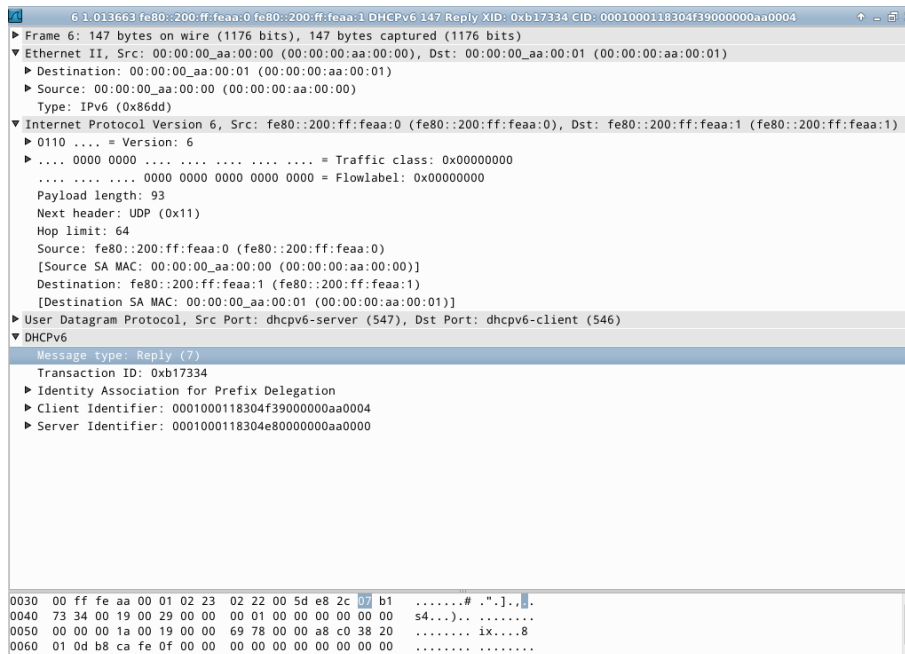 6 1.013663 fe80::200:ff:feaa:0 fe80::200:ff:feaa:1 DHCPv6 147 Reply XID: 0xb17334 CID: 0001000118304f39000000aa0004
Frame 6: 147 bytes on wire (1176 bits), 147 bytes captured (1176 bits)
Ethernet II, Src: 00:00:00_aa:00:00 (00:00:00:aa:00:00), Dst: 00:00:00_aa:00:01 (00:00:00:aa:00:01)
Destination: 00:00:00_aa:00:01 (00:00:00:aa:00:01)
Source: 00:00:00_aa:00:00 (00:00:00:aa:00:00)
Type: IPv6 (0x86dd)
Internet Protocol Version 6, Src: fe80::200:ff:feaa:0 (fe80::200:ff:feaa:0), Dst: fe80::200:ff:feaa:1 (fe80::200:ff:feaa:1)
0110 .... = Version: 6
.... 0000 0000 .... .... .... .... .... = Traffic class: 0x00000000
.... .... .... 0000 0000 0000 0000 0000 = Flowlabel: 0x00000000
Payload length: 93
Next header: UDP (0x11)
Hop limit: 64
Source: fe80::200:ff:feaa:0 (fe80::200:ff:feaa:0)
[Source SA MAC: 00:00:00_aa:00:00 (00:00:00:aa:00:00)]
Destination: fe80::200:ff:feaa:1 (fe80::200:ff:feaa:1)
[Destination SA MAC: 00:00:00_aa:00:01 (00:00:00:aa:00:01)]
User Datagram Protocol, Src Port: dhcpv6-server (547), Dst Port: dhcpv6-client (546)
DHCPv6
Message type: Reply (7)
Transaction ID: 0xb17334
Identity Association for Prefix Delegation
Client Identifier: 0001000118304f39000000aa0004
Server Identifier: 0001000118304e80000000aa0000
0030 00 ff fe aa 00 01 02 23 02 22 00 5d e8 2c 07 b1 .......# .".].,..
0040 73 34 00 19 00 29 00 00 00 01 00 00 00 00 00 00 s4...).. ........
0050 00 00 00 1a 00 19 00 00 69 78 00 00 a8 c0 38 20 ........ ix....8
0060 01 0d b8 ca fe 0f 00 00 00 00 00 00 00 00 00 00 ........ ........